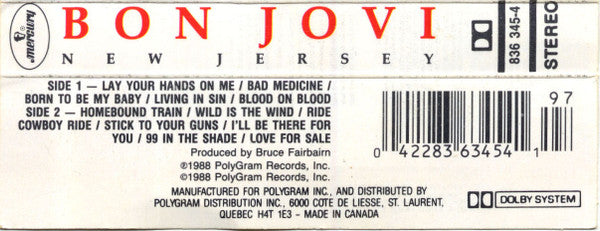 mercury
BON JOVI
NEW JERSEY
836 345-4
STEREO
SIDE 1 — LAY YOUR HANDS ON ME / BAD MEDICINE /
BORN TO BE MY BABY / LIVING IN SIN / BLOOD ON BLOOD
SIDE 2 — HOMEBOUND TRAIN / WILD IS THE WIND / RIDE
COWBOY RIDE / STICK TO YOUR GUNS / I'LL BE THERE FOR
YOU / 99 IN THE SHADE / LOVE FOR SALE
Produced by Bruce Fairbairn
©1988 PolyGram Records, Inc.
℗1988 PolyGram Records, Inc.
MANUFACTURED FOR POLYGRAM INC., AND DISTRIBUTED BY
POLYGRAM DISTRIBUTION INC., 6000 COTE DE LIESSE, ST. LAURENT,
QUEBEC H4T 1E3 - MADE IN CANADA
97
0 42283 63454 1
DOLBY SYSTEM